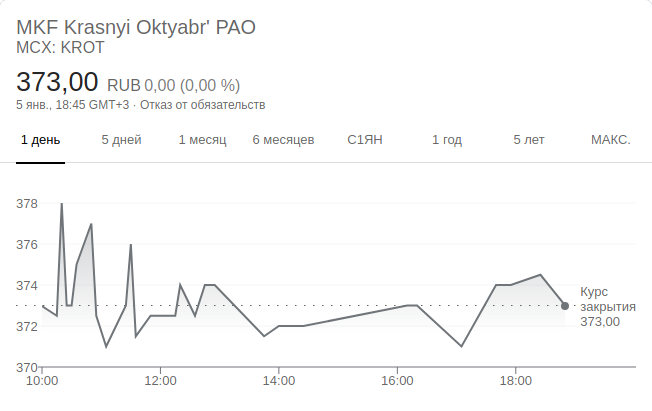 MKF Krasnyi Oktyabr' PAO
MCX: KROT
373,00 RUB 0,00 (0,00 %)
5 янв., 18:45 GMT+3 · Отказ от обязательств
1 день 5 дней 1 месяц 6 месяцев С1ЯН 1 год 5 лет МАКС.
378
376
374
372
370
Курс
закрытия
373,00
10:00 12:00 14:00 16:00 18:00